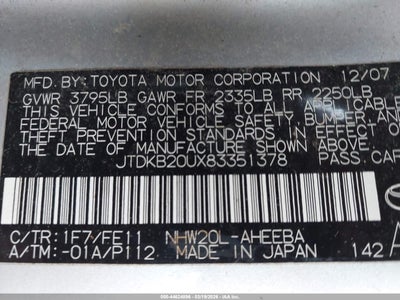 MFD.BY:TOYOTA MOTOR CORPORATION 12/07
GVWR 3795LB GAWR FR 2335LB RR 2250LB
THIS VEHICLE CONFORMS TO ALL APPLICABLE
FEDERAL MOTOR VEHICLE SAFETY, BUMPER, AND
THEFT PREVENTION STANDARDS IN EFFECT ON
THE DATE OF MANUFACTURE SHOWN ABOVE.
JTDKB20UX83351378 PASS.CAR
C/TR:1F7/FE11 NHW20L-AHEEBA
A/TM:-01A/P112 MADE IN JAPAN 142